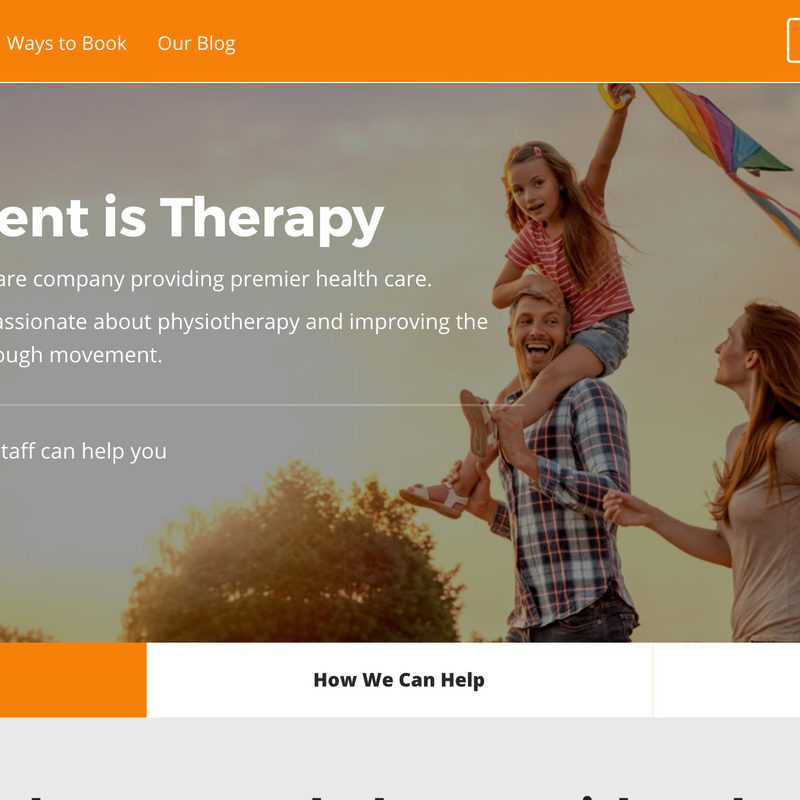 Ways to Book Our Blog
ent is Therapy
are company providing premier health care.
assionate about physiotherapy and improving the
ough movement.
taff can help you
How We Can Help